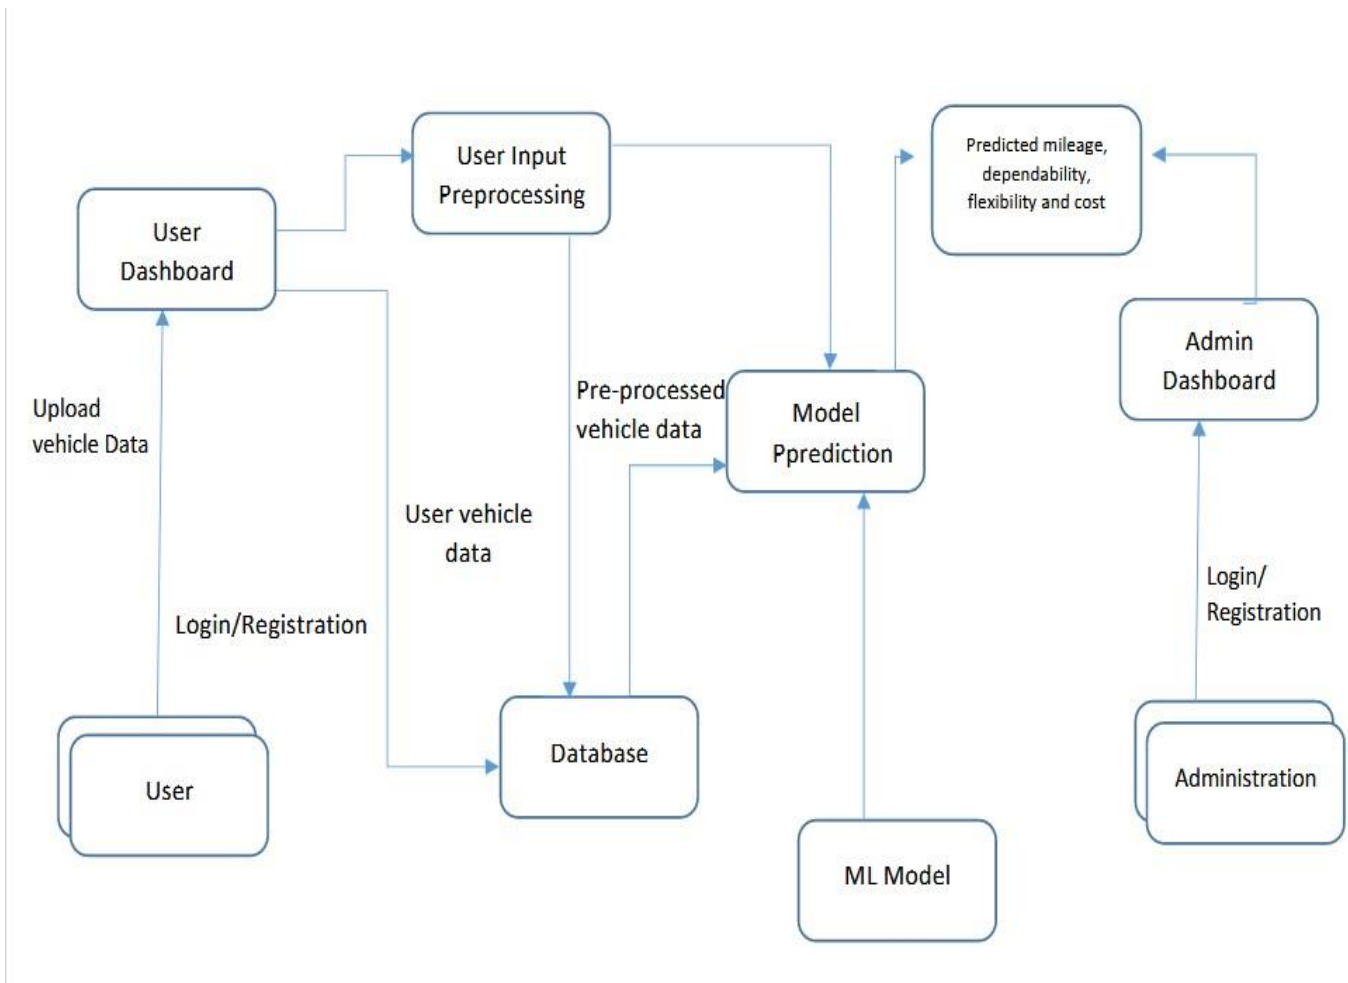 User Input
Preprocessing
Predicted mileage,
dependability,
flexibility and cost
User
Dashboard
Admin
Dashboard
Pre-processed
vehicle data
Model
Pprediction
Upload
vehicle Data
User vehicle
data
Login/Registration
Login/
Registration
Database
User
Administration
ML Model